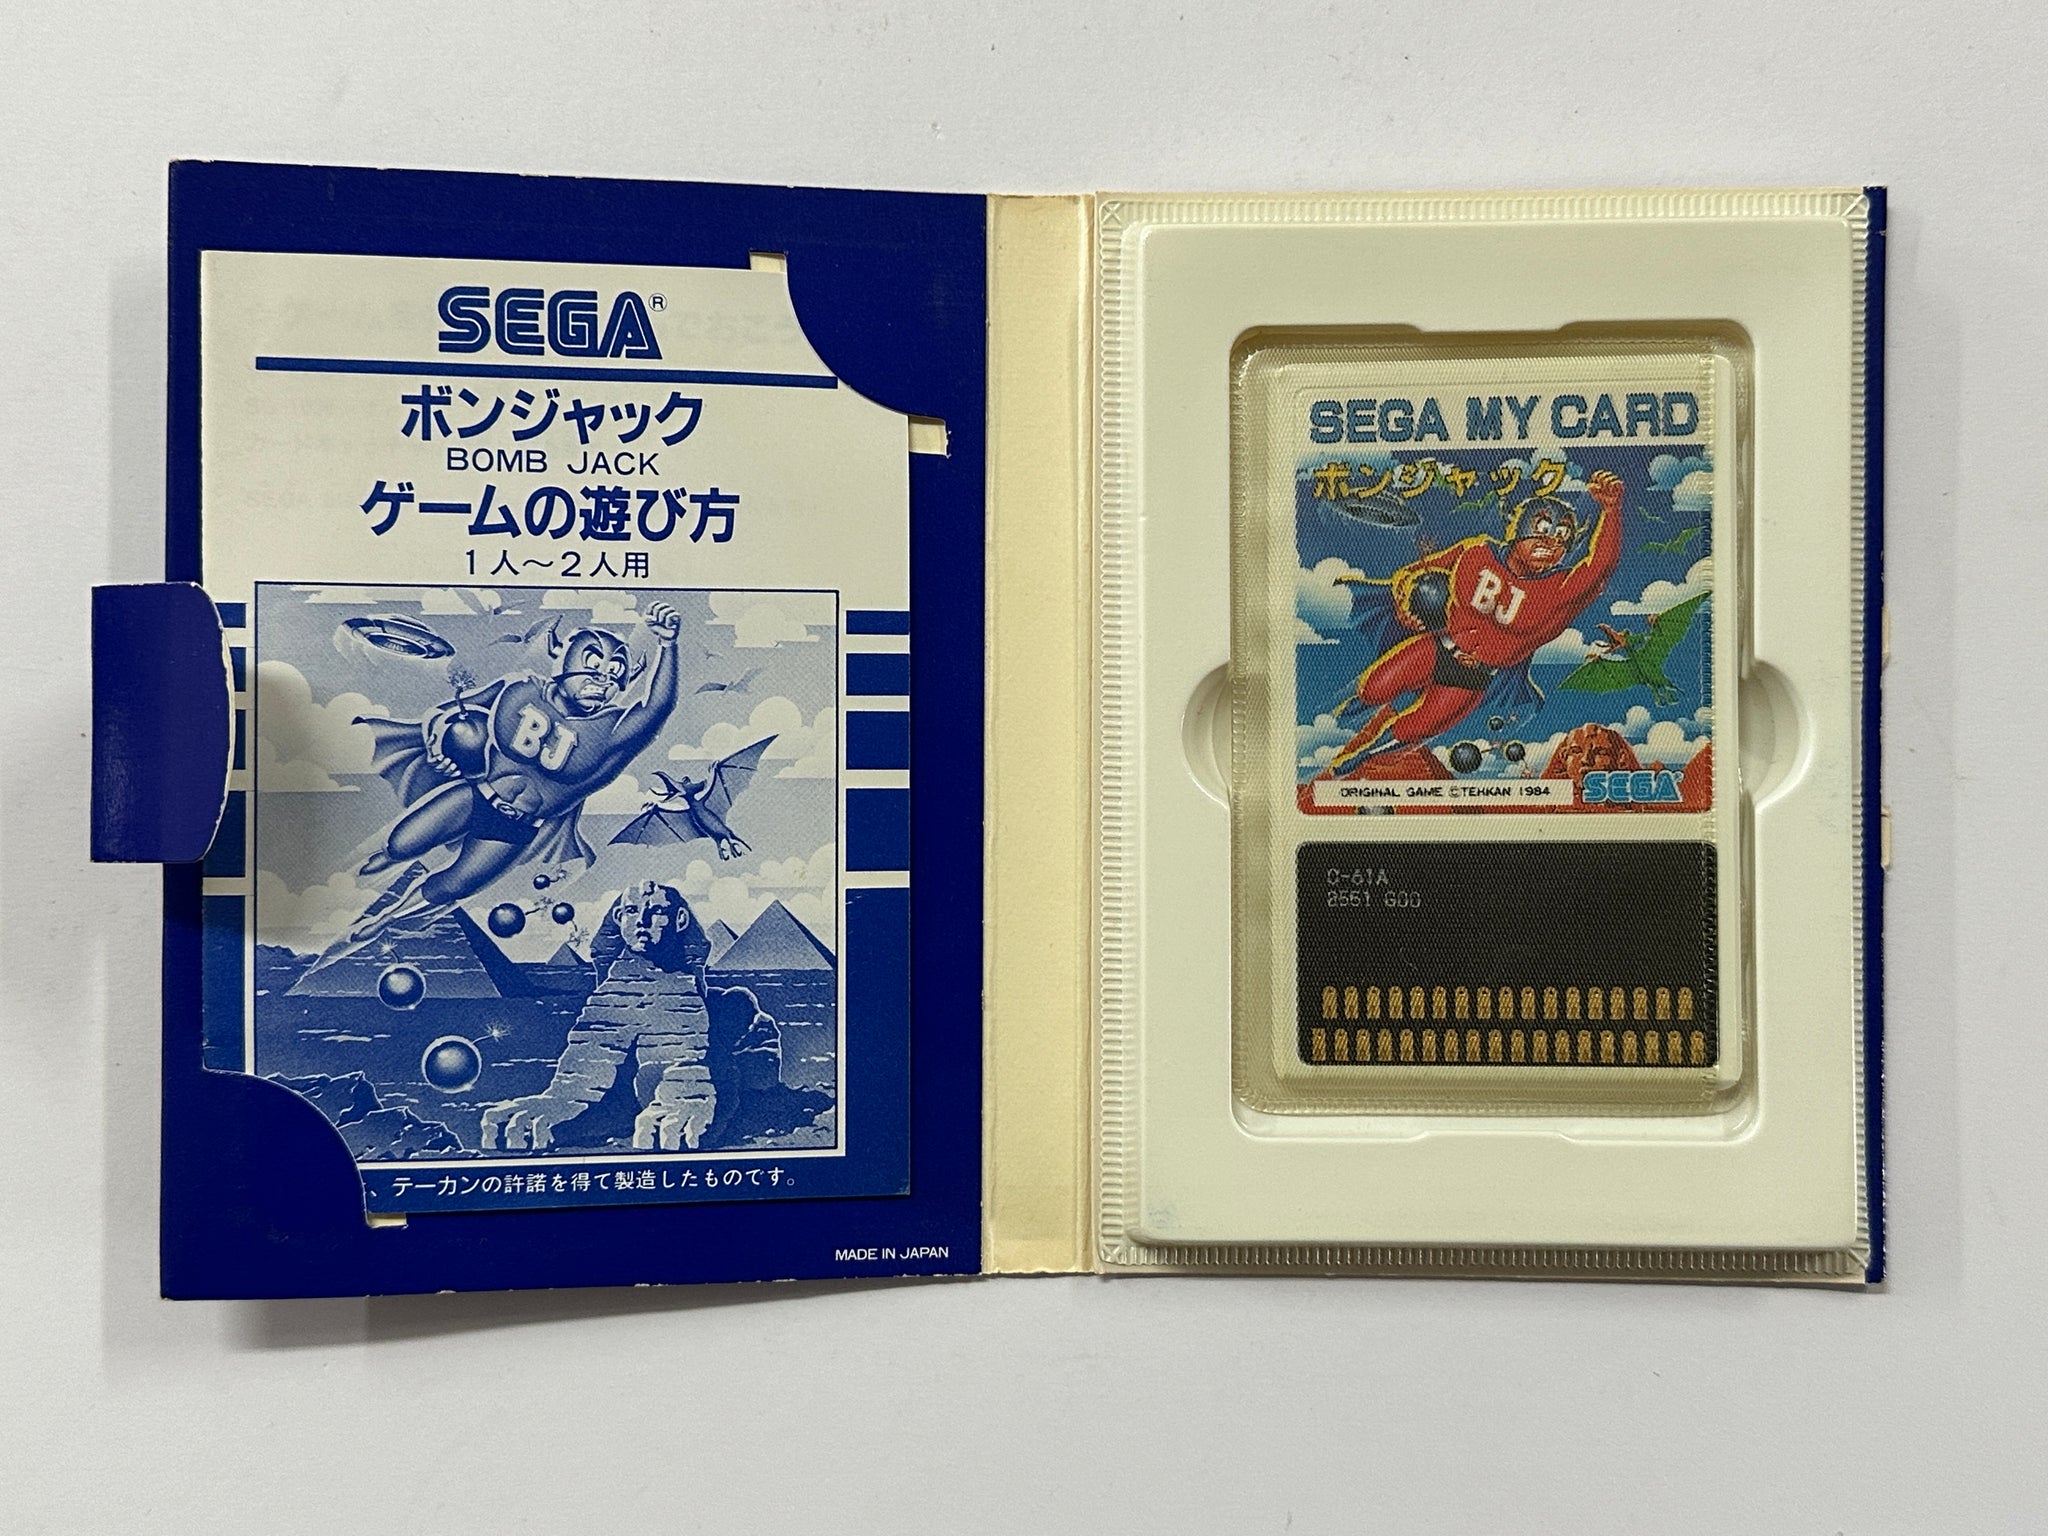 SEGA®
ボンジャック
BOMB JACK
ゲームの遊び方
1人〜2人用
BJ
、テーカンの許諾を得て製造したものです。
MADE IN JAPAN
SEGA MY CARD
ボンジャック
BJ
ORIGINAL GAME ©TEHKAN 1984
SEGA
C-61A
8551 G00